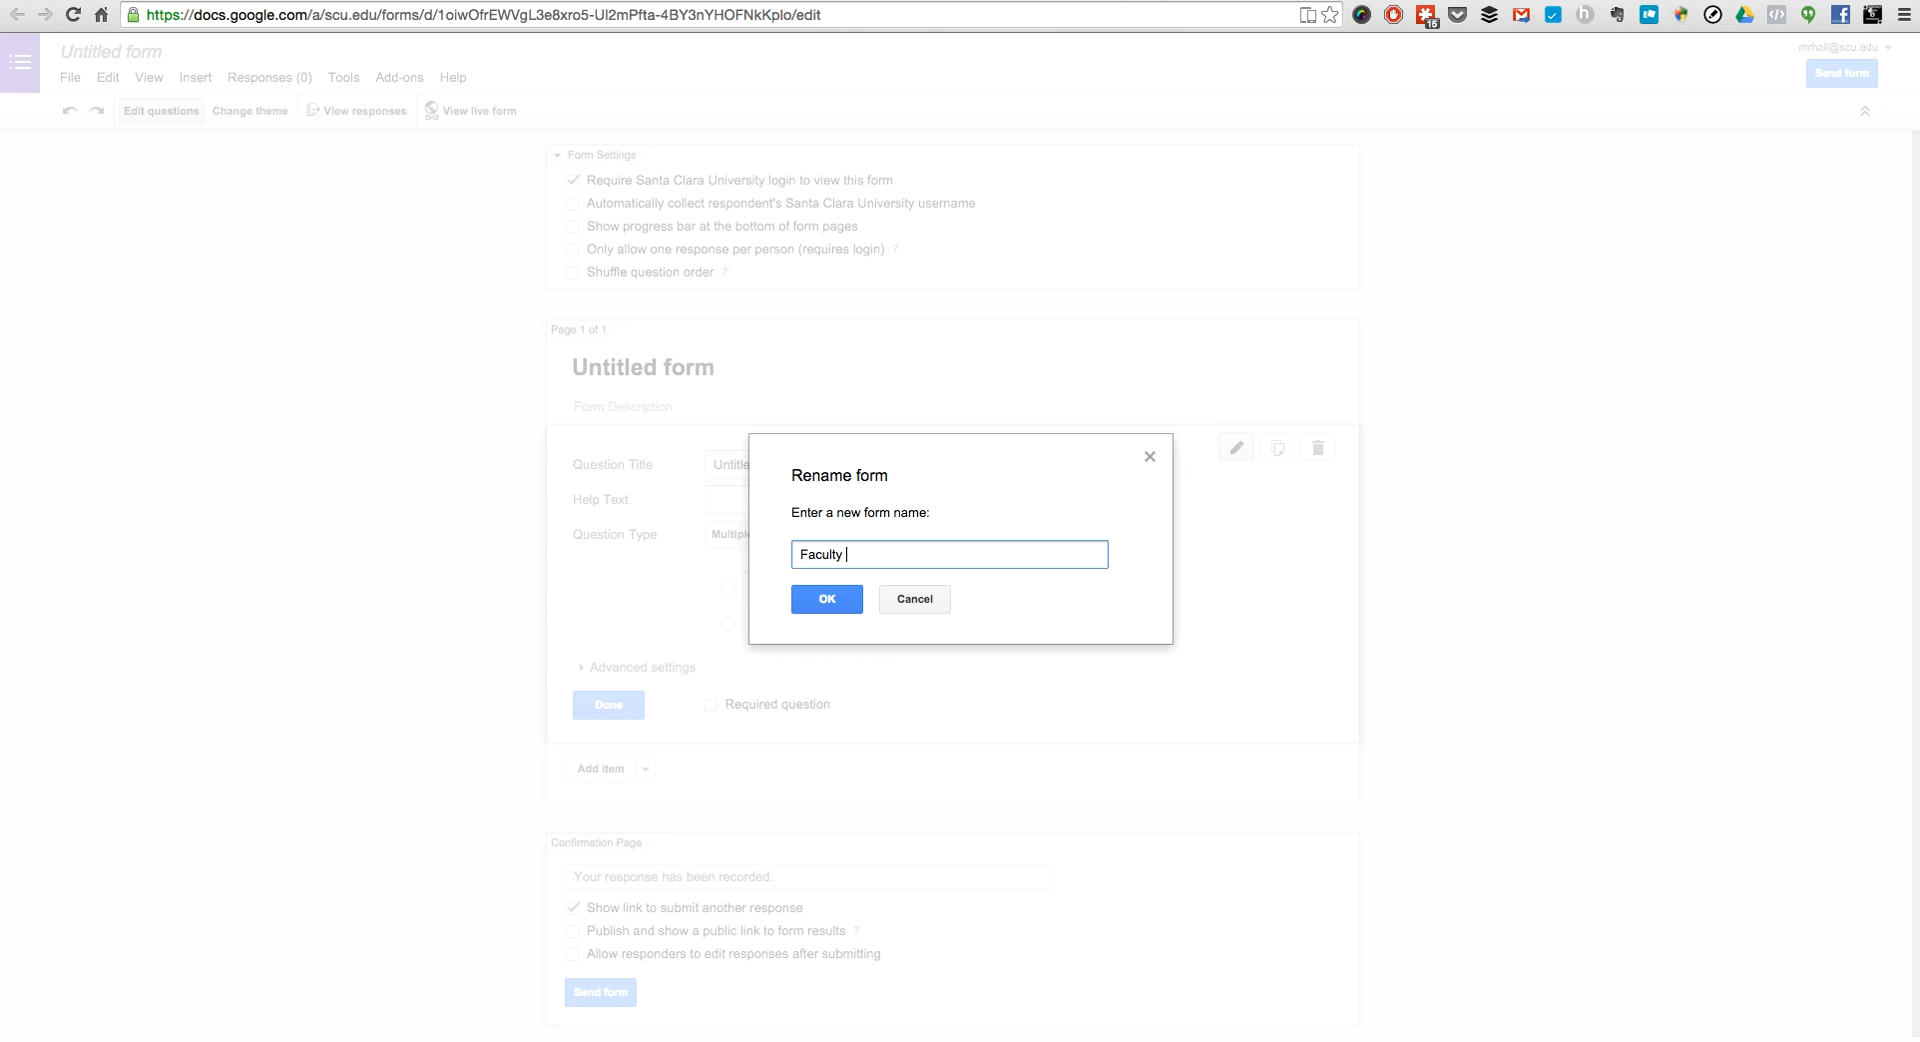 https://docs.google.com/a/scu.edu/forms/d/1oiwOfrEWVgL3e8xro5-Ul2mPfta-4BY3nYHOFNkKplo/edit
15
Untitled form
mrhall@scu.edu
File Edit View Insert Responses (0) Tools Add-ons Help
Send form
Edit questions Change theme View responses View live form
Form Settings
Require Santa Clara University login to view this form
Automatically collect respondent's Santa Clara University username
Show progress bar at the bottom of form pages
Only allow one response per person (requires login) ?
Shuffle question order ?
Page 1 of 1
Untitled form
Form Description
Question Title Untitle
Help Text
Question Type Multiple
Rename form
Enter a new form name:
Faculty
OK Cancel
Advanced settings
Done Required question
Add item
Confirmation Page
Your response has been recorded.
Show link to submit another response
Publish and show a public link to form results ?
Allow responders to edit responses after submitting
Send form